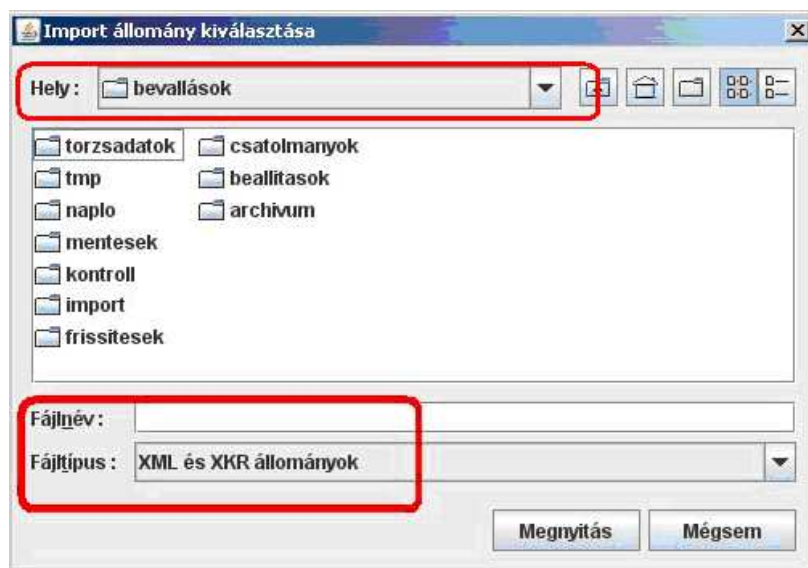 Import állomány kiválasztása
Hely: bevallások
torzsadatok csatolmanyok
tmp beallitasok
naplo archivum
mentesek
kontroll
import
frissitesek
Fájlnév:
Fájltípus: XML és XKR állományok
Megnyitás Mégsem